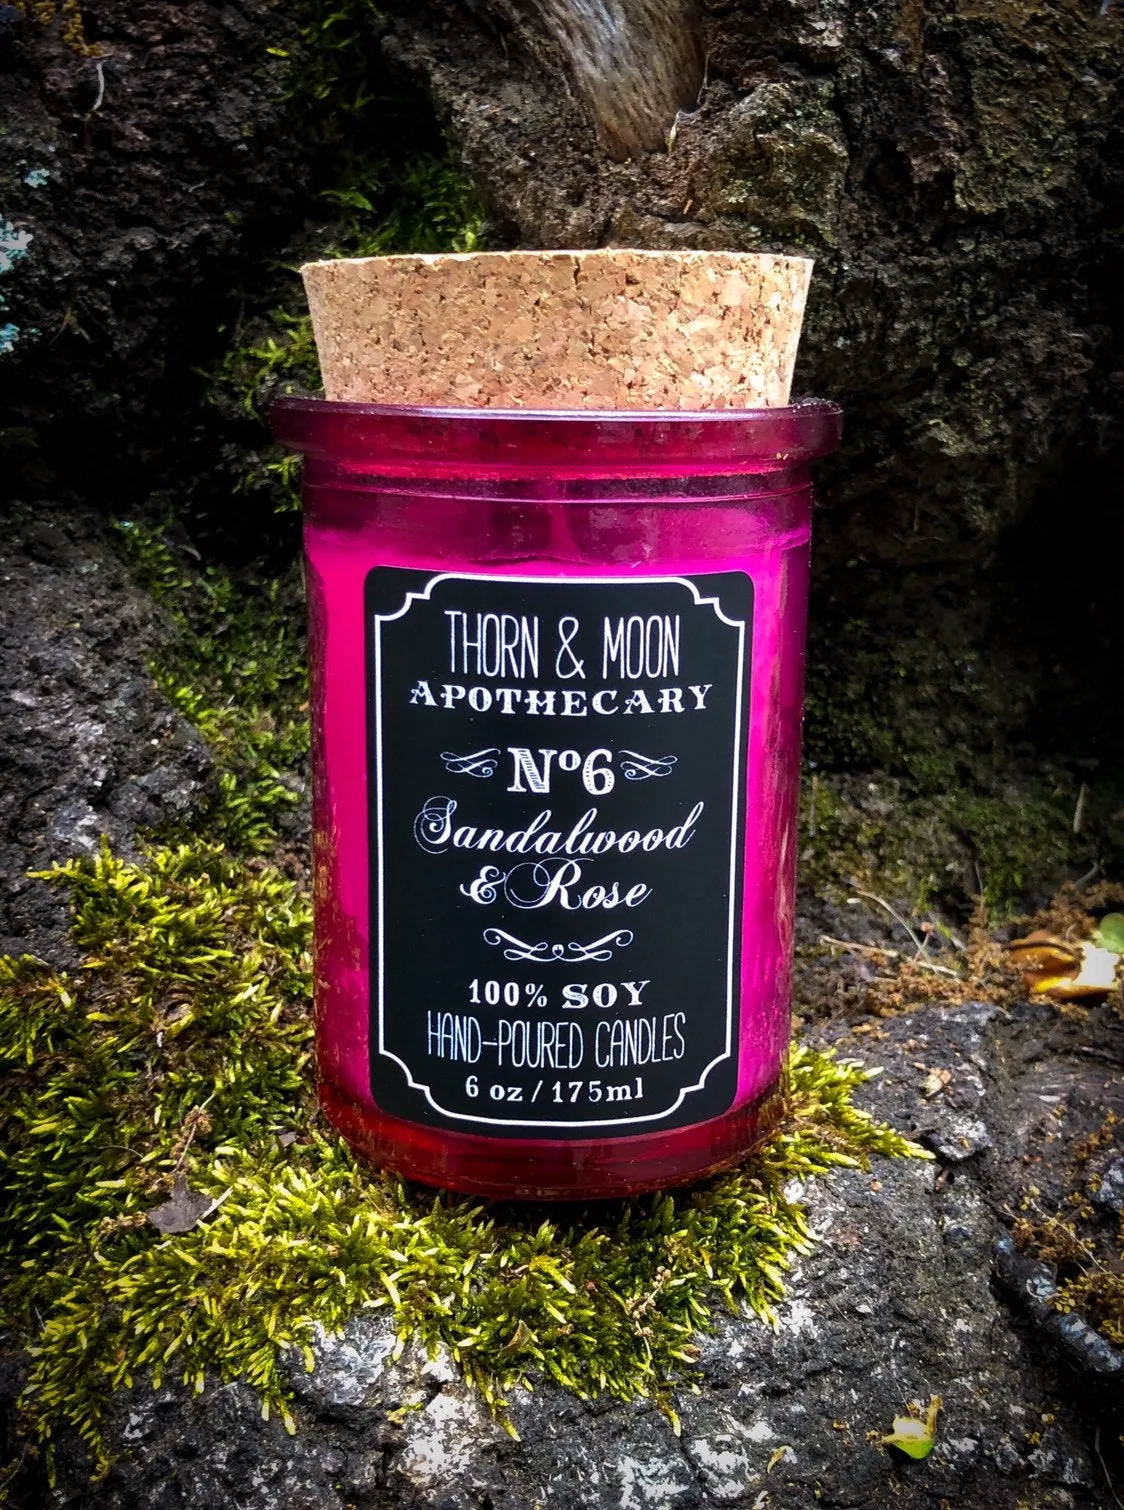 THORN & MOON
APOTHECARY
Nº6
Sandalwood
& Rose
100% SOY
HAND-POURED CANDLES
6 oz / 175ml